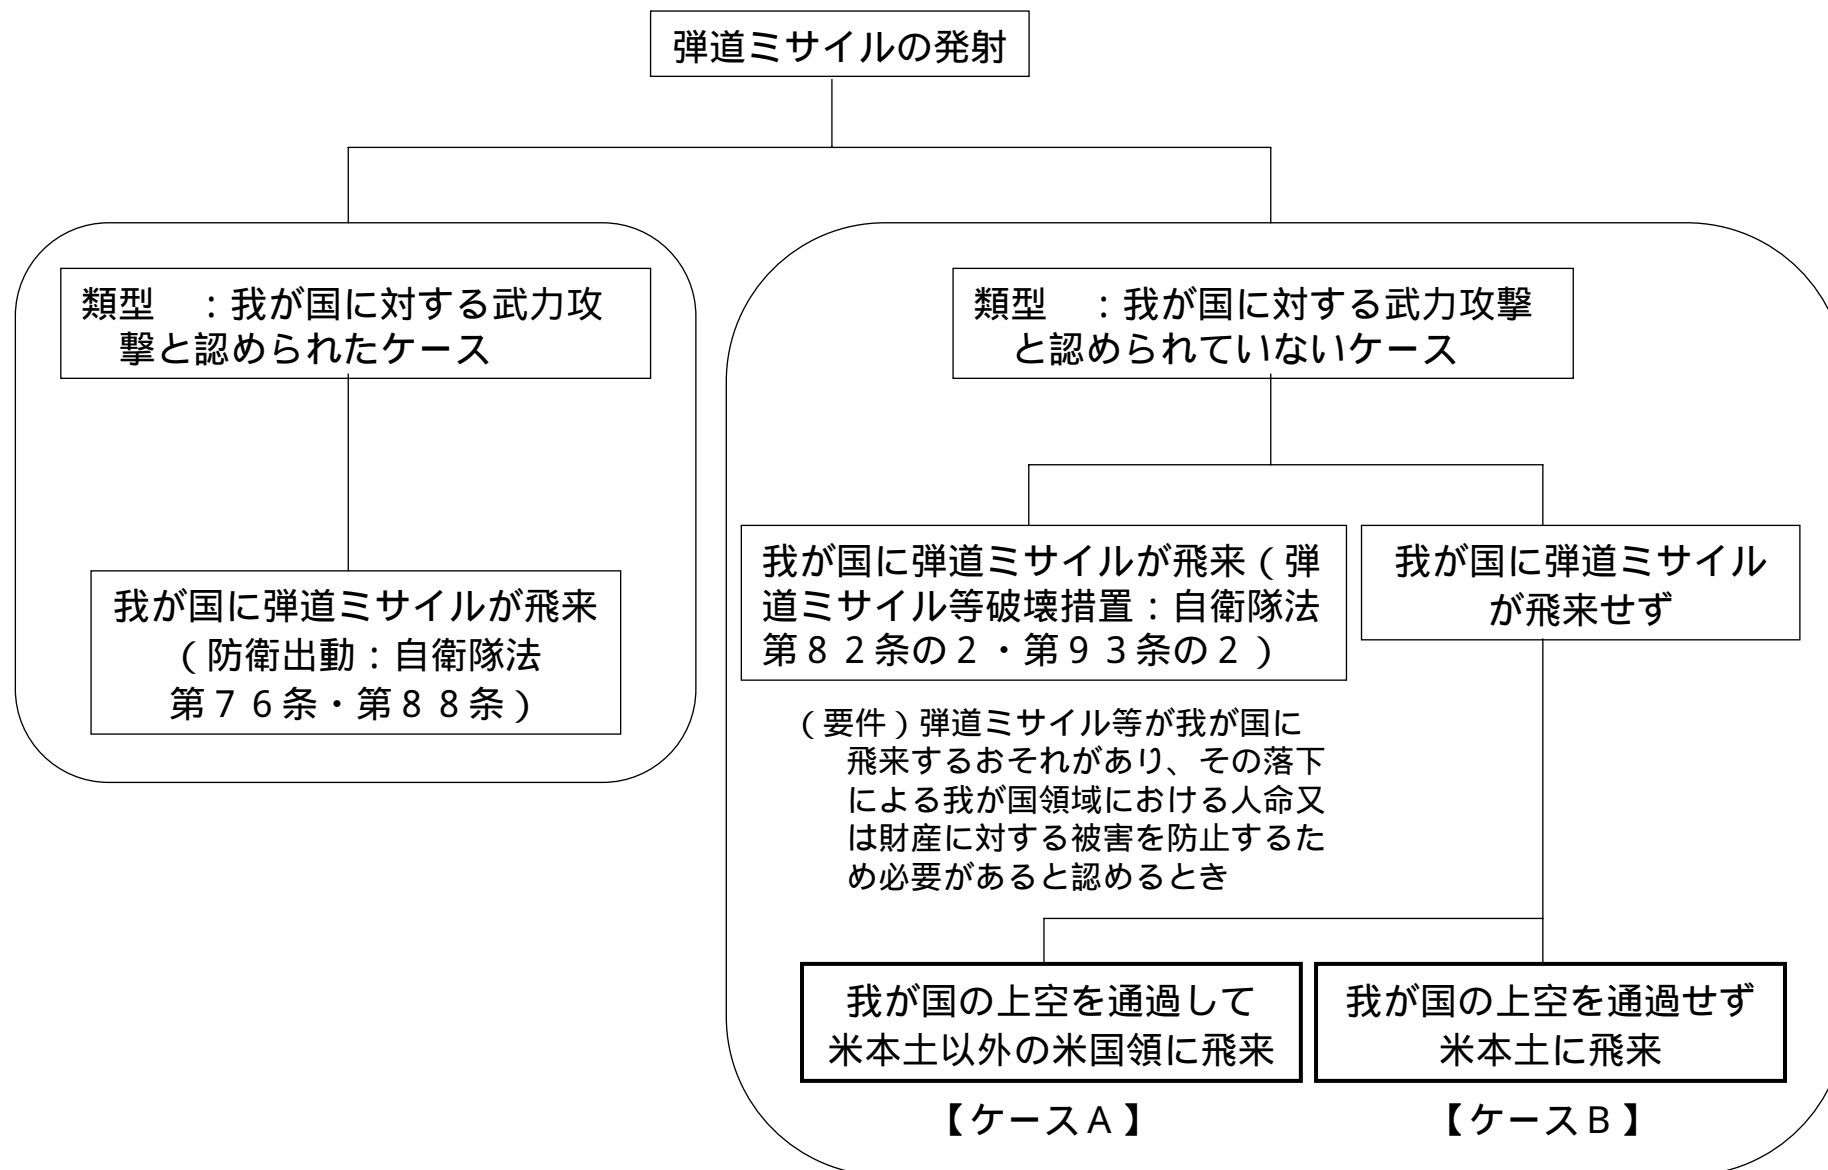 弾道ミサイルの発射
類型　：我が国に対する武力攻
撃と認められたケース
我が国に弾道ミサイルが飛来
（防衛出動：自衛隊法
第７６条・第８８条）
類型　：我が国に対する武力攻撃
と認められていないケース
我が国に弾道ミサイルが飛来（弾
道ミサイル等破壊措置：自衛隊法
第８２条の２・第９３条の２）
我が国に弾道ミサイル
が飛来せず
（要件）弾道ミサイル等が我が国に
飛来するおそれがあり、その落下
による我が国領域における人命又
は財産に対する被害を防止するた
め必要があると認めるとき
我が国の上空を通過して
米本土以外の米国領に飛来
【ケースＡ】
我が国の上空を通過せず
米本土に飛来
【ケースＢ】